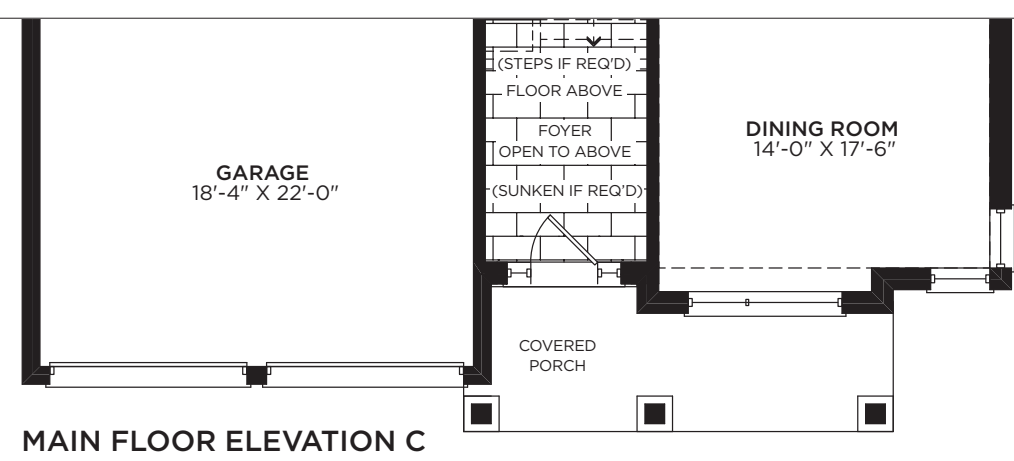 (STEPS IF REQ'D)
FLOOR ABOVE
FOYER
OPEN TO ABOVE
(SUNKEN IF REQ'D)
DINING ROOM
14'-0" X 17'-6"
GARAGE
18'-4" X 22'-0"
COVERED
PORCH
MAIN FLOOR ELEVATION C